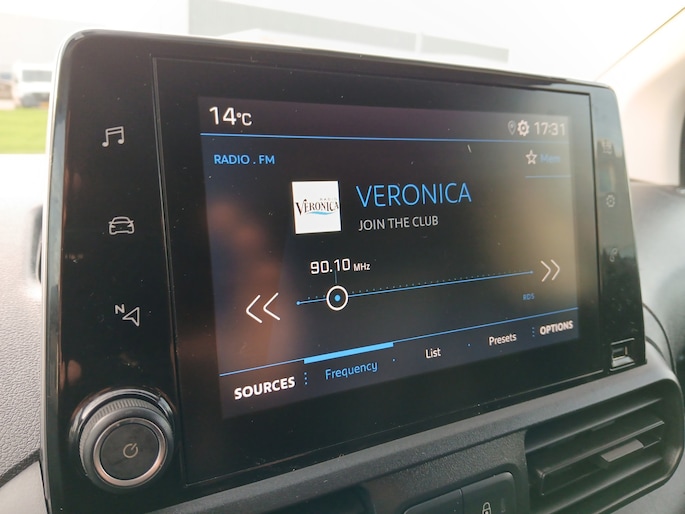 14°C
17:31
RADIO . FM
Mem
RADIO
VERONICA
VERONICA
JOIN THE CLUB
90.10 MHz
SOURCES
Frequency
List
Presets
OPTIONS
N